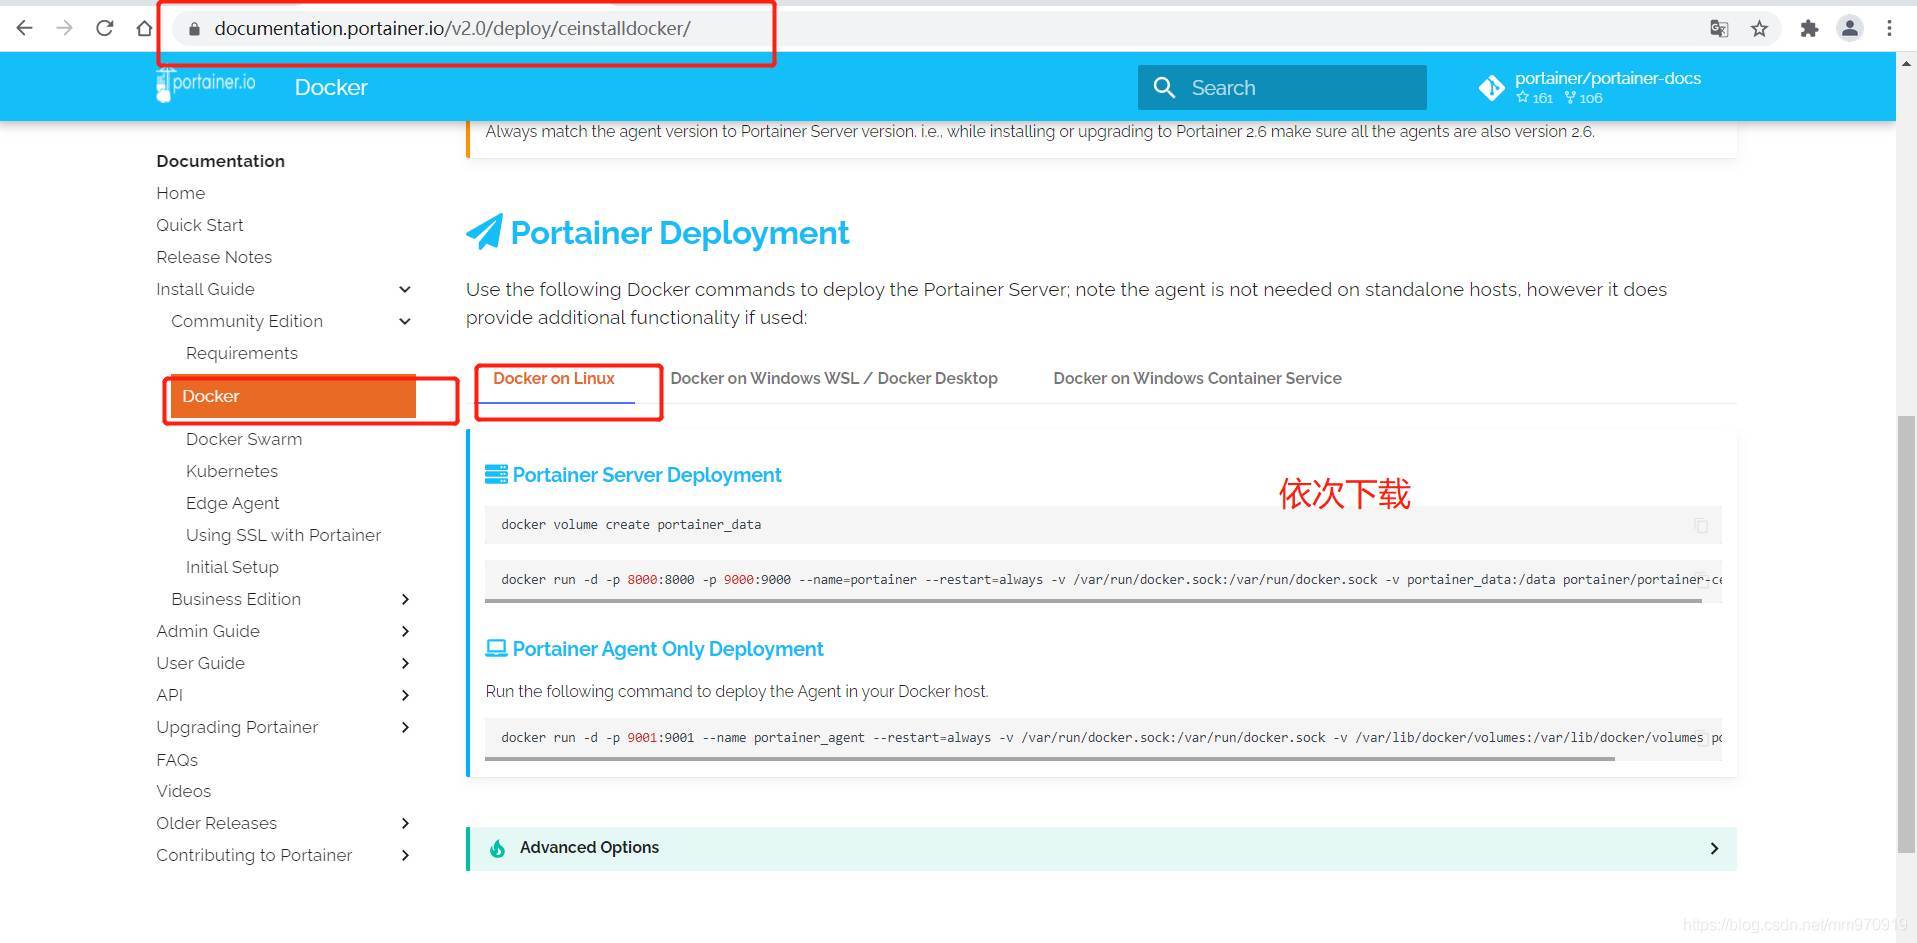 documentation.portainer.io/v2.0/deploy/ceinstalldocker/
portainer.io
Docker
Search
portainer/portainer-docs
161 106
Always match the agent version to Portainer Server version. i.e., while installing or upgrading to Portainer 2.6 make sure all the agents are also version 2.6.
Documentation
Home
Quick Start
Release Notes
Install Guide
Community Edition
Requirements
Docker
Docker Swarm
Kubernetes
Edge Agent
Using SSL with Portainer
Initial Setup
Business Edition
Admin Guide
User Guide
API
Upgrading Portainer
FAQs
Videos
Older Releases
Contributing to Portainer
Portainer Deployment
Use the following Docker commands to deploy the Portainer Server; note the agent is not needed on standalone hosts, however it does
provide additional functionality if used:
Docker on Linux
Docker on Windows WSL / Docker Desktop
Docker on Windows Container Service
Portainer Server Deployment
依次下载
docker volume create portainer_data
docker run -d -p 8000:8000 -p 9000:9000 --name=portainer --restart=always -v /var/run/docker.sock:/var/run/docker.sock -v portainer_data:/data portainer/portainer-ce
Portainer Agent Only Deployment
Run the following command to deploy the Agent in your Docker host.
docker run -d -p 9001:9001 --name portainer_agent --restart=always -v /var/run/docker.sock:/var/run/docker.sock -v /var/lib/docker/volumes:/var/lib/docker/volumes po
Advanced Options
https://blog.csdn.net/mm970919